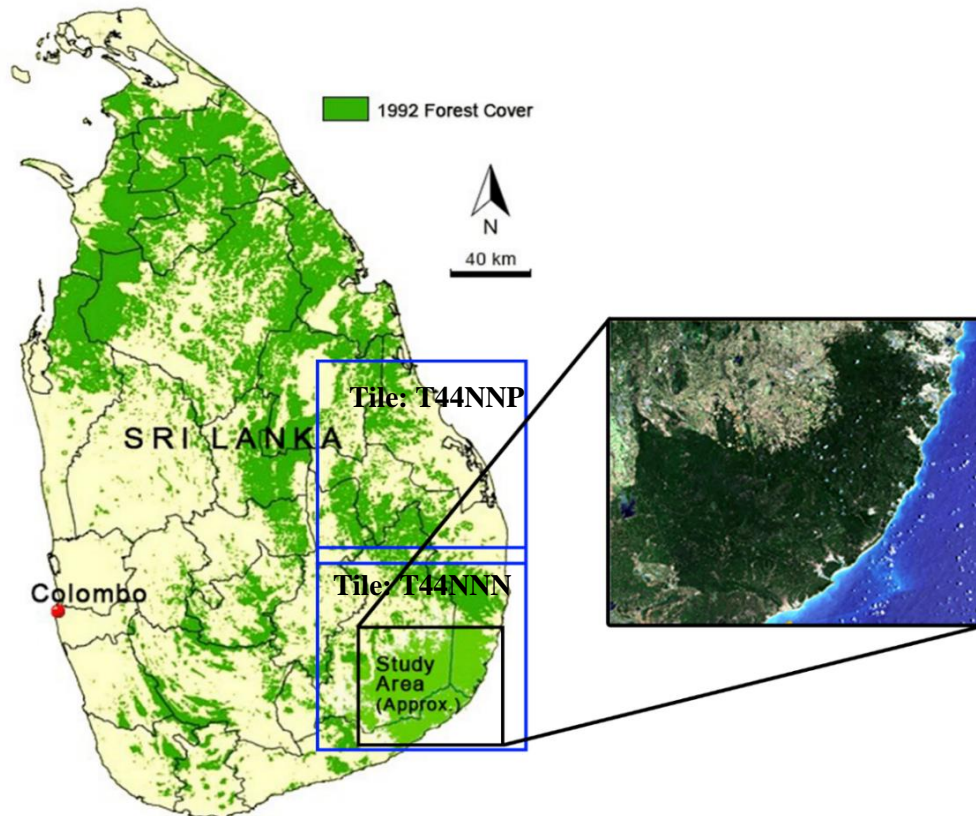 1992 Forest Cover
N
40 km
Tile: T44NNP
SRI LANKA
Tile: T44NNN
Colombo
Study
Area
(Approx.)